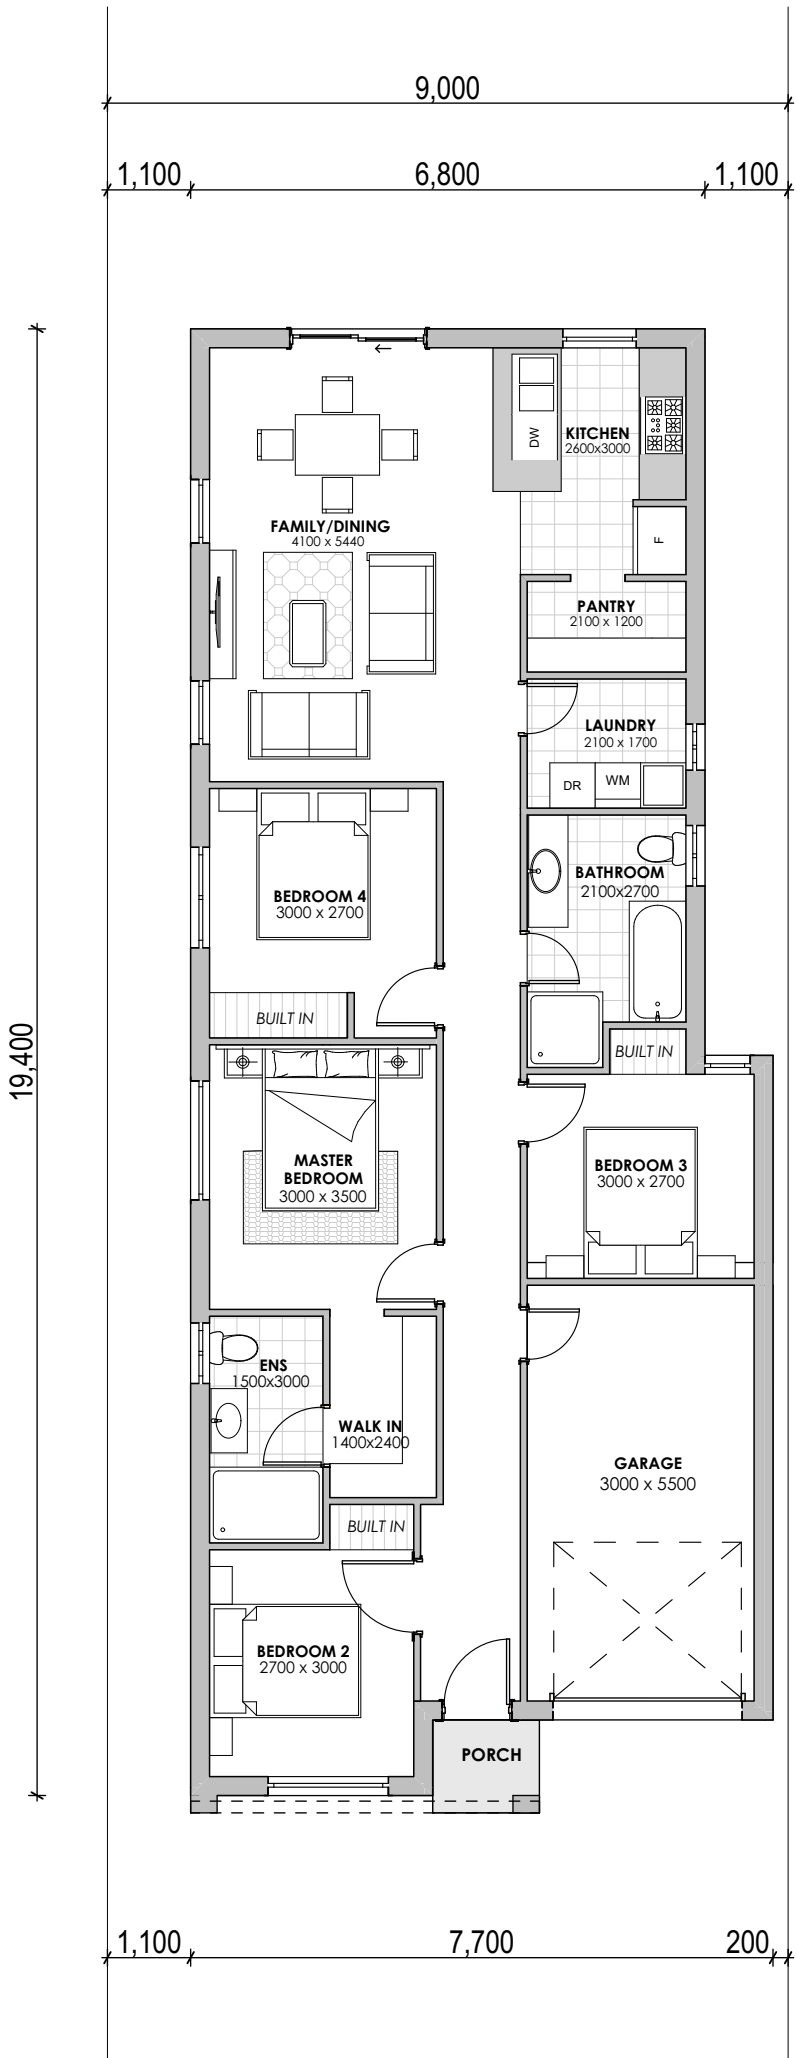 9,000
1,100
6,800
1,100
DW
KITCHEN
2600x3000
FAMILY/DINING
4100 x 5440
F
PANTRY
2100 x 1200
LAUNDRY
2100 x 1700
DR
WM
BATHROOM
2100x2700
BEDROOM 4
3000 x 2700
BUILT IN
19,400
BUILT IN
MASTER
BEDROOM
3000 x 3500
BEDROOM 3
3000 x 2700
ENS
1500x3000
WALK IN
1400x2400
GARAGE
3000 x 5500
BUILT IN
BEDROOM 2
2700 x 3000
PORCH
1,100
7,700
200